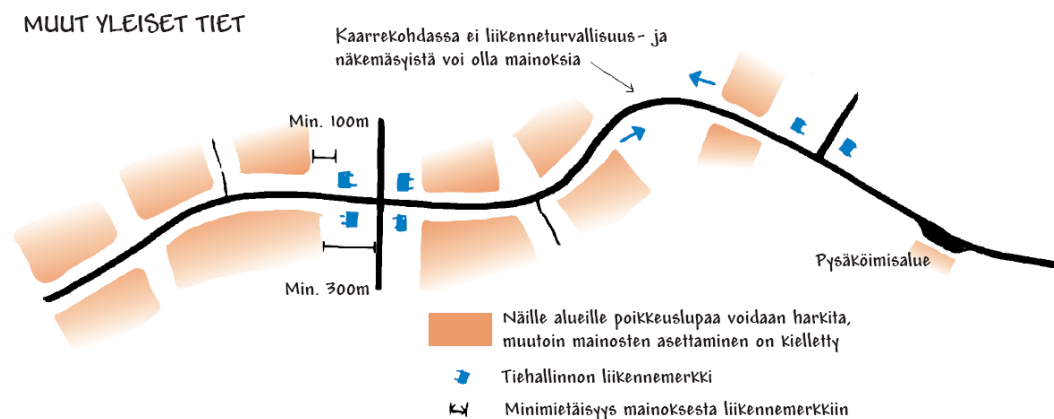 MUUT YLEISET TIET
Kaarrekohdassa ei liikenneturvallisuus- ja
näkemäsyistä voi olla mainoksia
Min. 100m
Min. 300m
Pysäköimisalue
Näille alueille poikkeuslupaa voidaan harkita,
muutoin mainosten asettaminen on kielletty
Tiehallinnon liikennemerkki
Minimietäisyys mainoksesta liikennemerkkiin